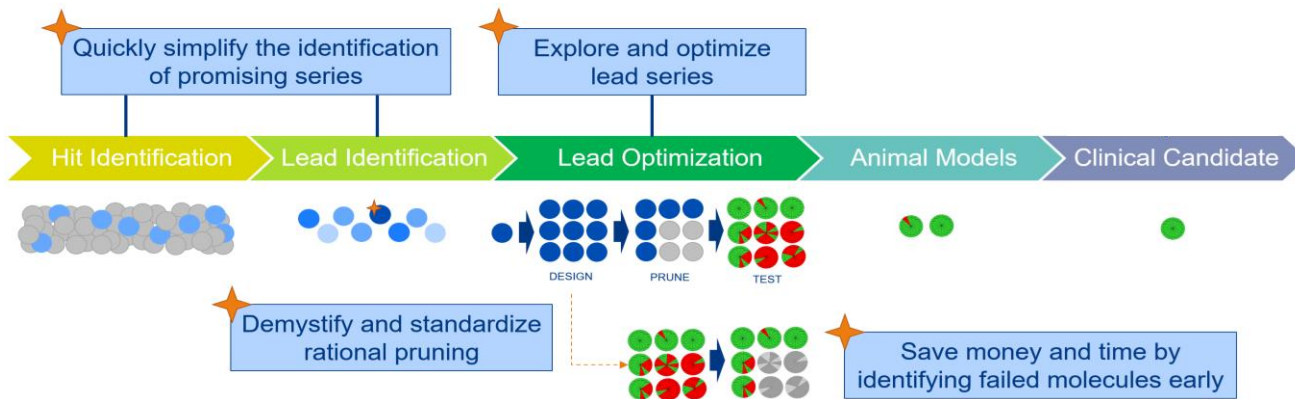 Quickly simplify the identification
of promising series
Explore and optimize
lead series
Hit Identification
Lead Identification
Lead Optimization
Animal Models
Clinical Candidate
DESIGN
PRUNE
TEST
Demystify and standardize
rational pruning
Save money and time by
identifying failed molecules early